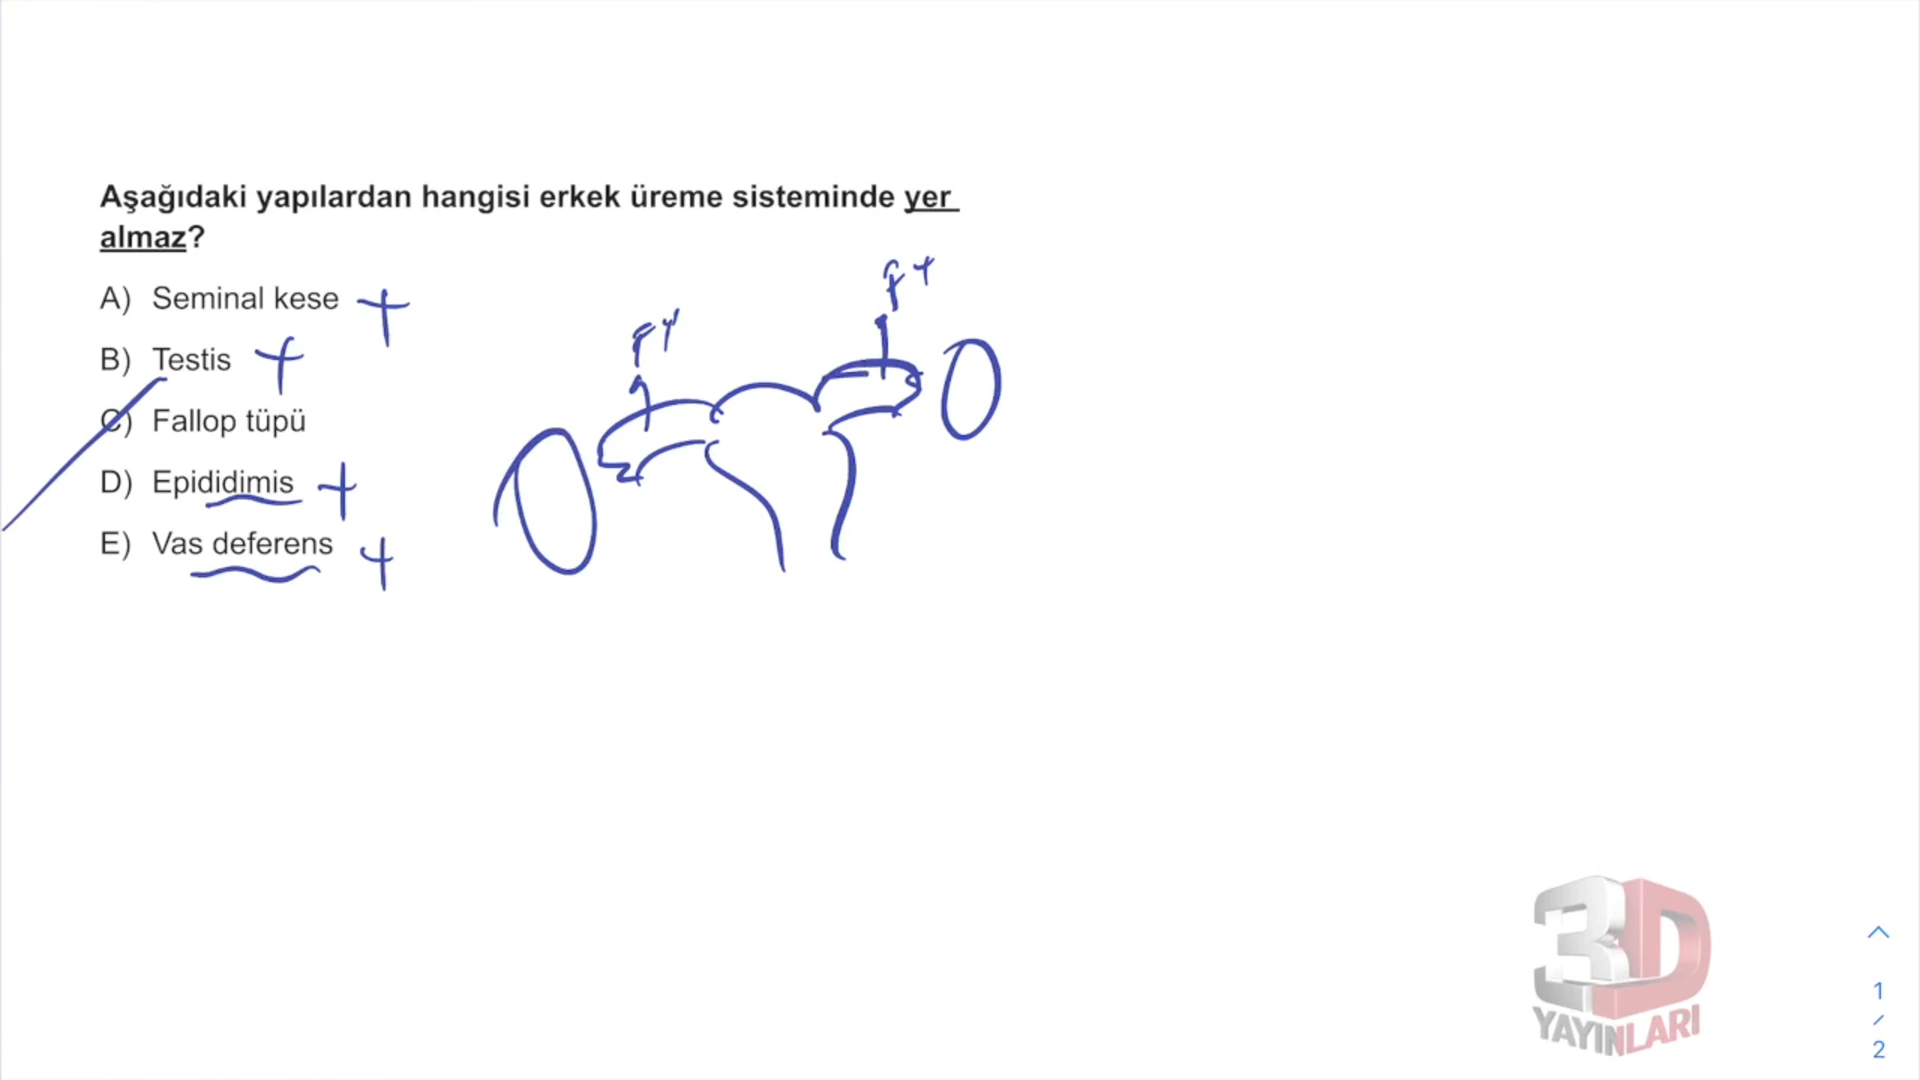 Aşağıdaki yapılardan hangisi erkek üreme sisteminde yer
almaz?
A) Seminal kese +
B) Testis +
C) Fallop tüpü
D) Epididimis +
E) Vas deferens +
3D
YAYINLARI
1
/
2